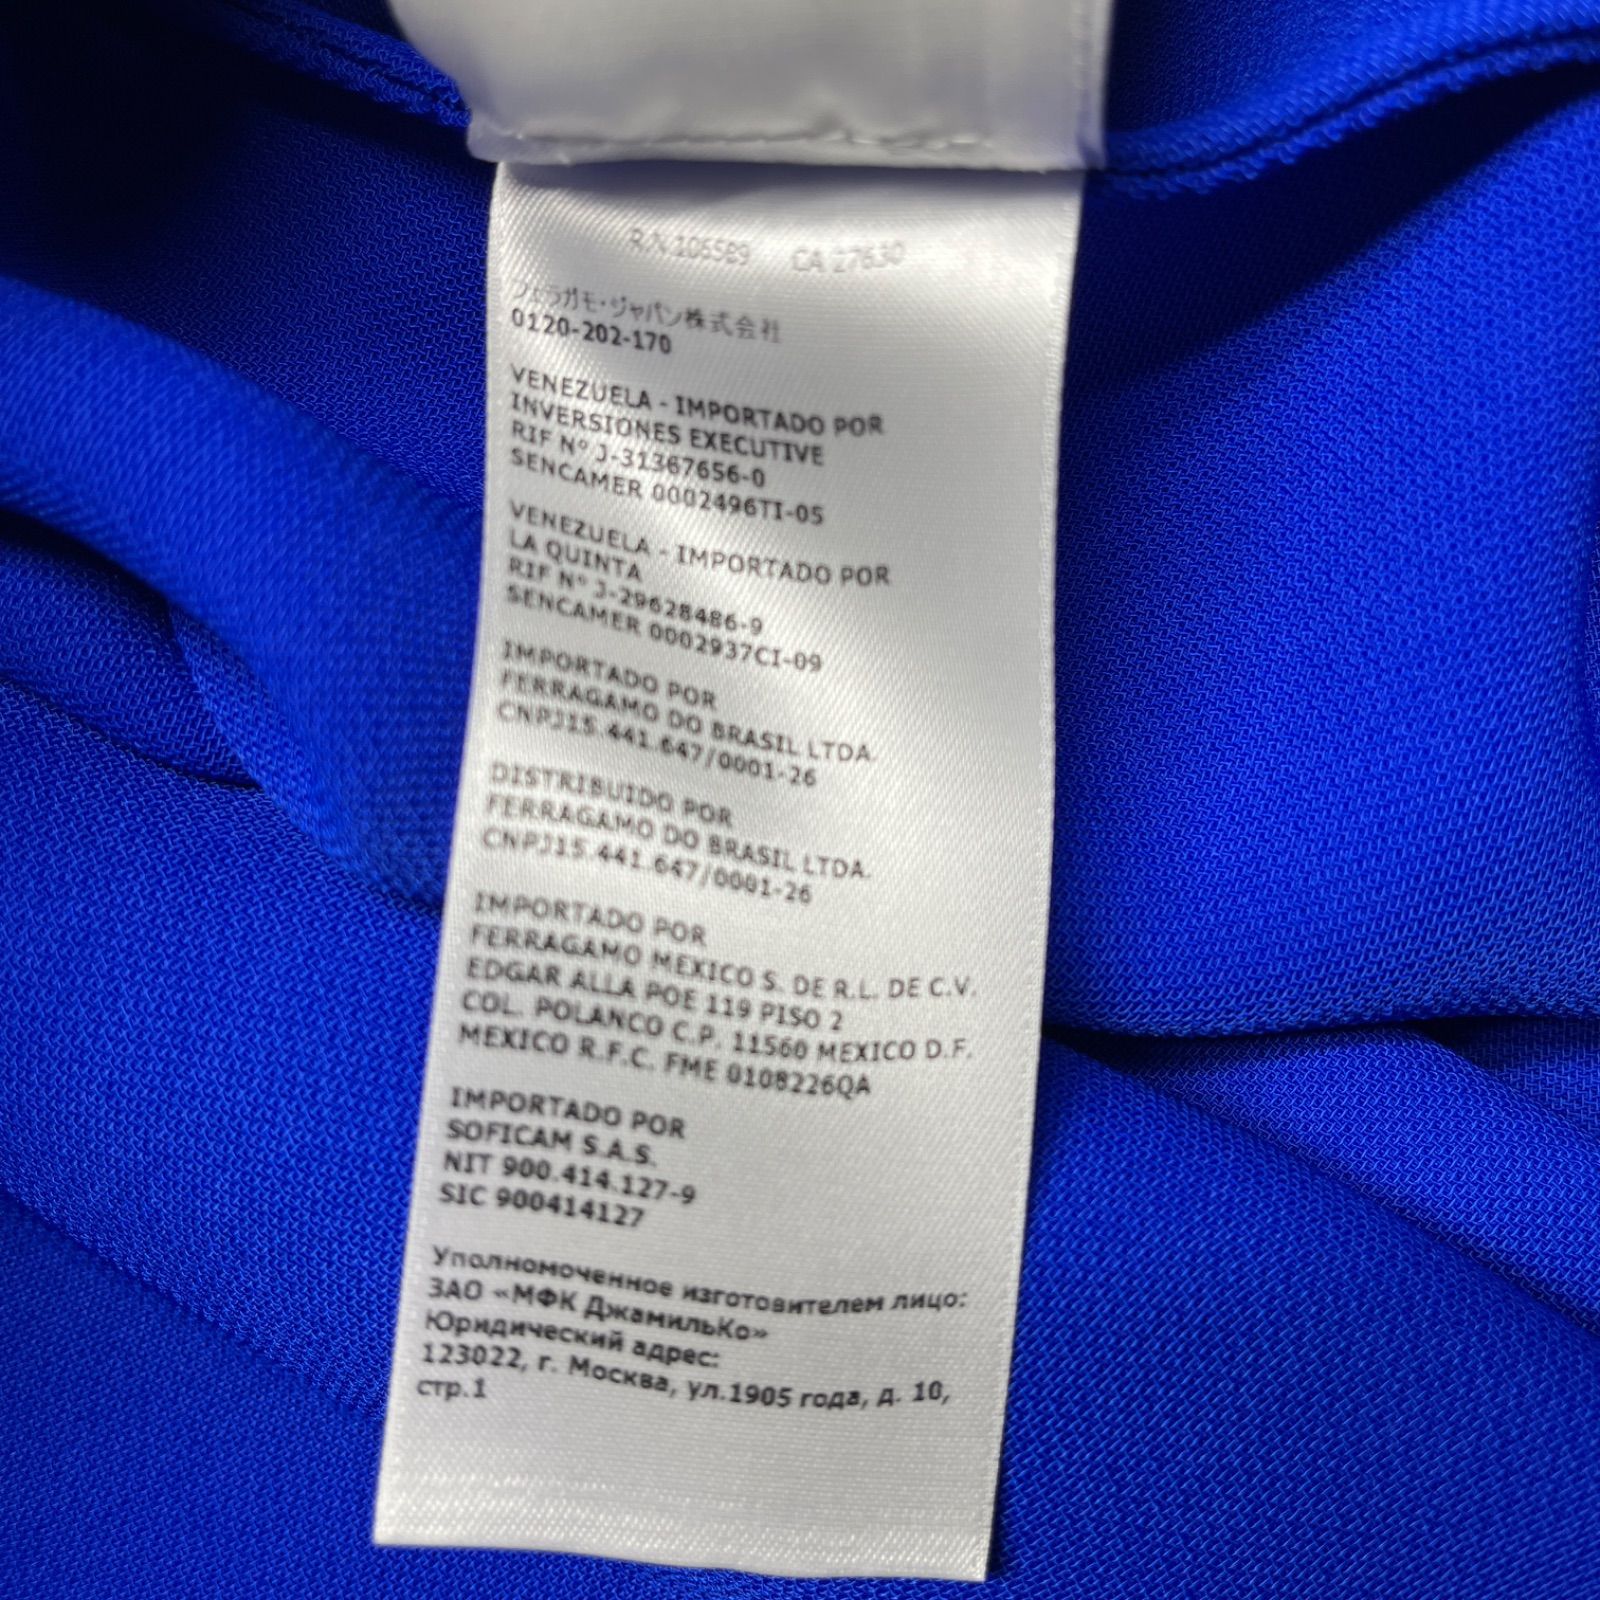 RN 106589 CA 27630
フェラガモ・ジャパン株式会社
0120-202-170
VENEZUELA - IMPORTADO POR
INVERSIONES EXECUTIVE
RIF N° J-31367656-0
SENCAMER 0002496TI-05
VENEZUELA - IMPORTADO POR
LA QUINTA
RIF N° J-29628486-9
SENCAMER 0002937CI-09
IMPORTADO POR
FERRAGAMO DO BRASIL LTDA.
CNPJ15.441.647/0001-26
DISTRIBUIDO POR
FERRAGAMO DO BRASIL LTDA.
CNPJ15.441.647/0001-26
IMPORTADO POR
FERRAGAMO MEXICO S. DE R.L. DE C.V.
EDGAR ALLA POE 119 PISO 2
COL. POLANCO C.P. 11560 MEXICO D.F.
MEXICO R.F.C. FME 0108226QA
IMPORTADO POR
SOFICAM S.A.S.
NIT 900.414.127-9
SIC 900414127
Уполномоченное изготовителем лицо:
ЗАО «МФК ДжамильКо»
Юридический адрес:
123022, г. Москва, ул.1905 года, д. 10,
стр.1